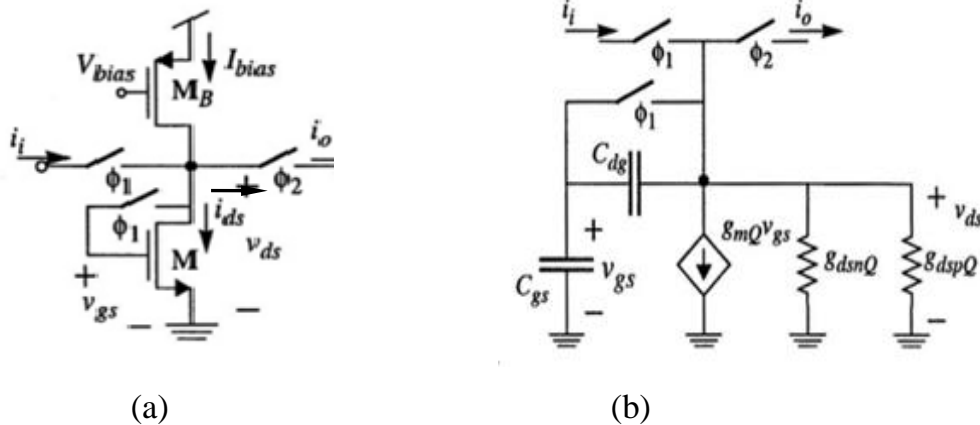 V_bias
I_bias
M_B
i_i
i_o
ϕ_1
ϕ_2
+
ϕ_1
i_ds
v_ds
M
+
v_gs
−
−
(a)
i_i
i_o
ϕ_1
ϕ_2
ϕ_1
C_dg
+
g_mQ v_gs
v_ds
+
C_gs
v_gs
g_dsnQ
g_dspQ
−
−
(b)